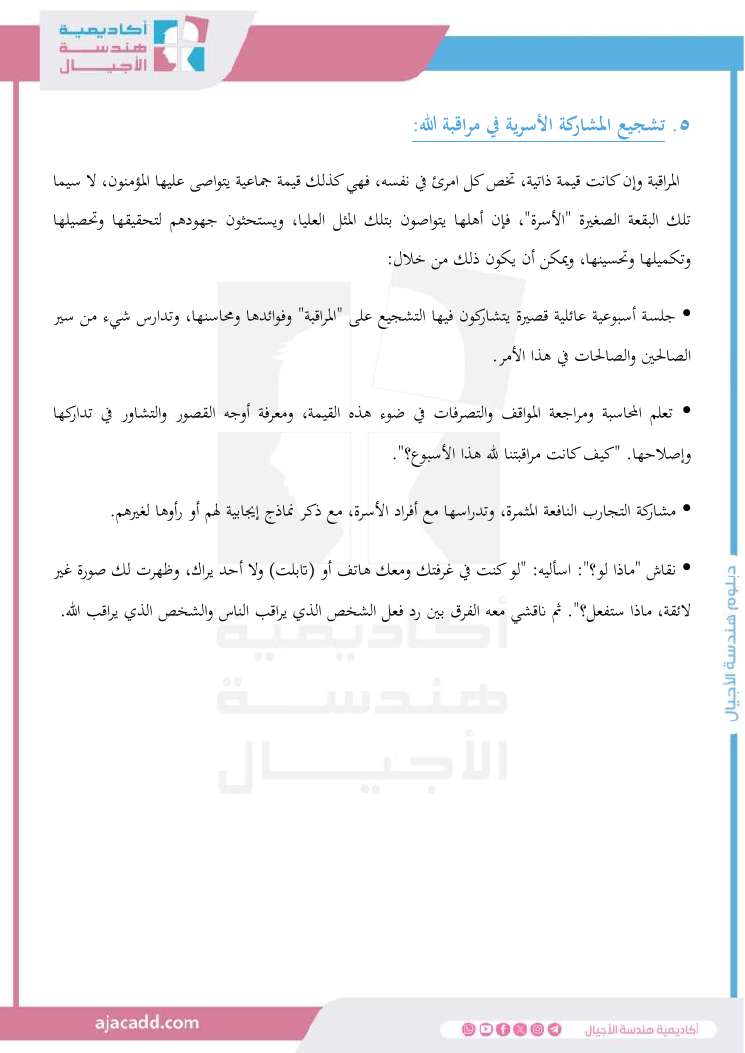 أكاديمية
هندسة
الأجيال
٥. تشجيع المشاركة الأسرية في مراقبة الله:
المراقبة وإن كانت قيمة ذاتية، تخص كل امرئ في نفسه، فهي كذلك قيمة جماعية يتواصى عليها المؤمنون، لا سيما
تلك البقعة الصغيرة "الأسرة"، فإن أهلها يتواصون بتلك المثل العليا، ويستحثون جهودهم لتحقيقها وتحصيلها
وتكميلها وتحسينها، ويمكن أن يكون ذلك من خلال:
• جلسة أسبوعية عائلية قصيرة يتشاركون فيها التشجيع على "المراقبة" وفوائدها ومحاسنها، وتدارس شيء من سير
الصالحين والصالحات في هذا الأمر.
• تعلم المحاسبة ومراجعة المواقف والتصرفات في ضوء هذه القيمة، ومعرفة أوجه القصور والتشاور في تداركها
وإصلاحها. "كيف كانت مراقبتنا لله هذا الأسبوع؟".
• مشاركة التجارب النافعة المثمرة، وتدراسها مع أفراد الأسرة، مع ذكر نماذج إيجابية لهم أو رأوها لغيرهم.
• نقاش "ماذا لو؟": اسأليه: "لو كنت في غرفتك ومعك هاتف أو (تابلت) ولا أحد يراك، وظهرت لك صورة غير
لائقة، ماذا ستفعل؟". ثم ناقشي معه الفرق بين رد فعل الشخص الذي يراقب الناس والشخص الذي يراقب الله.
أكاديمية
هندسة
الأجيال
دبلوم هندسة الأجيال
أكاديمية هندسة الأجيال
ajacadd.com